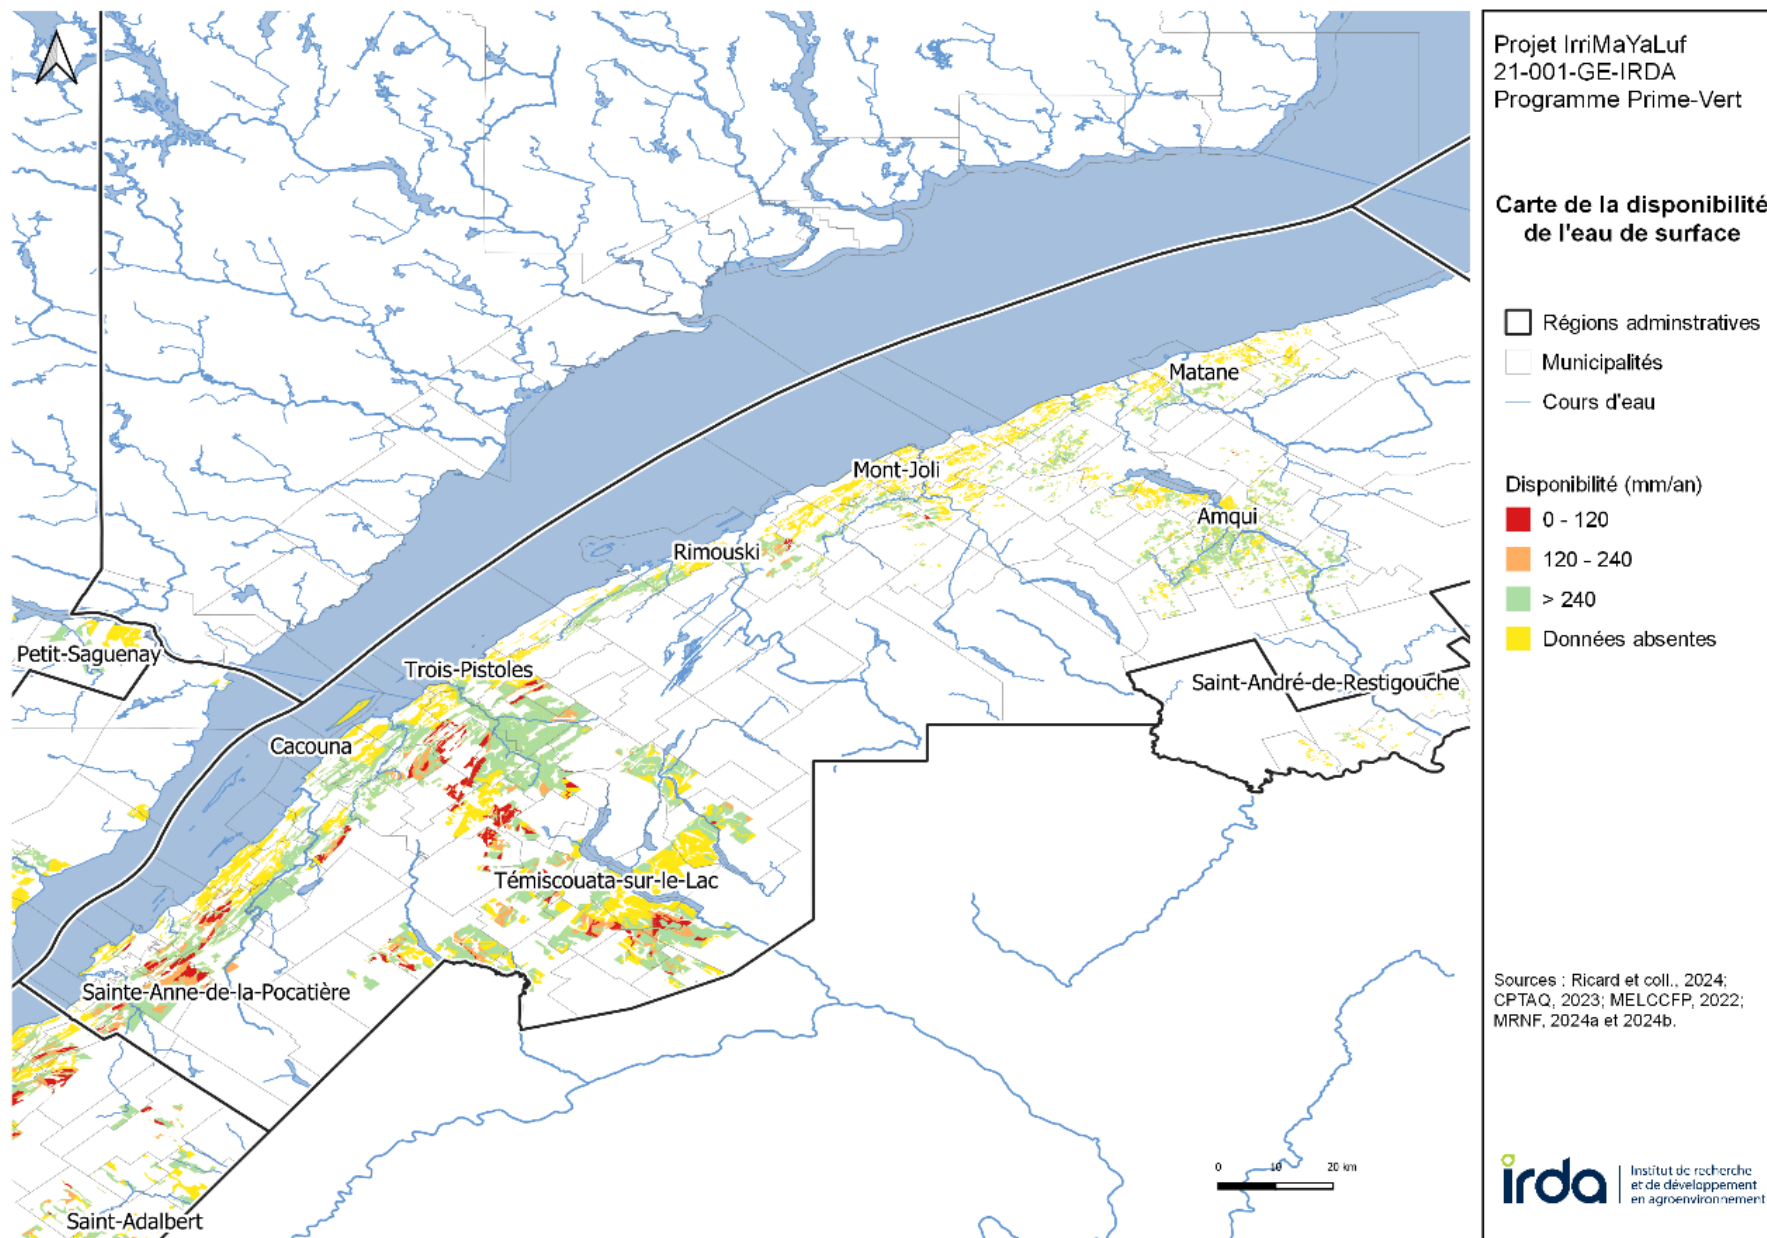 Projet IrriMaYaLuf
21-001-GE-IRDA
Programme Prime-Vert
Carte de la disponibilité
de l'eau de surface
Régions adminstratives
Municipalités
Cours d'eau
Disponibilité (mm/an)
0 - 120
120 - 240
> 240
Données absentes
Sources : Ricard et coll., 2024;
CPTAQ, 2023; MELCCFP, 2022;
MRNF, 2024a et 2024b.
irda
Institut de recherche
et de développement
en agroenvironnement
Matane
Mont-Joli
Amqui
Rimouski
Petit-Saguenay
Trois-Pistoles
Saint-André-de-Restigouche
Cacouna
Témiscouata-sur-le-Lac
Sainte-Anne-de-la-Pocatière
Saint-Adalbert
0 10 20 km